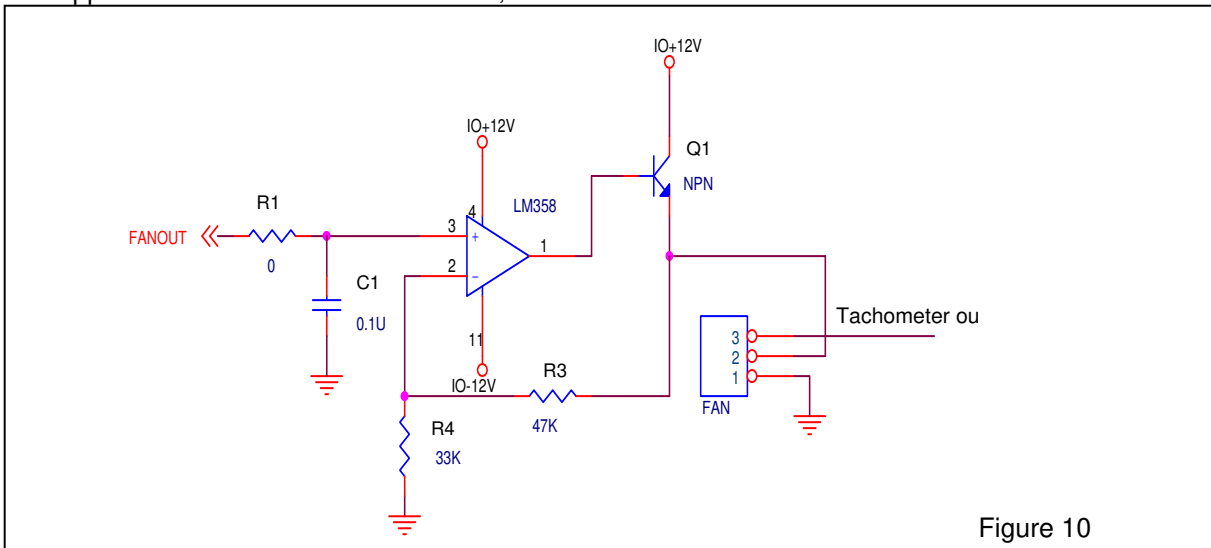 IO+12V
IO+12V
Q1
NPN
R1
4
LM358
3
+
1
FANOUT
2
-
0
C1
0.1U
11
Tachometer ou
3
2
1
IO-12V
R3
FAN
47K
R4
33K
Figure 10